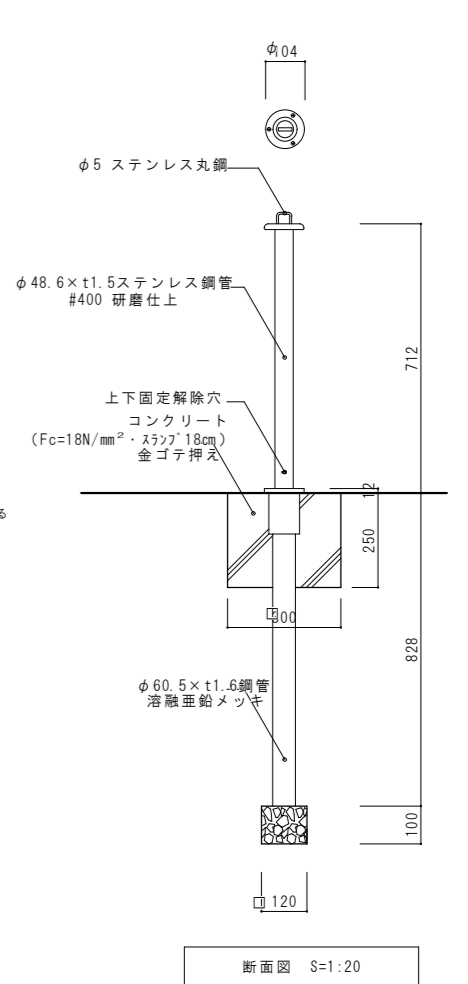 φ104
φ5 ステンレス丸鋼
φ48.6×t1.5ステンレス鋼管
#400 研磨仕上
712
上下固定解除穴
コンクリート
(Fc=18N/mm²・スランプ18cm)
金ゴテ押え
12
る
250
□300
828
φ60.5×t1.6鋼管
溶融亜鉛メッキ
100
□120
断面図 S=1:20